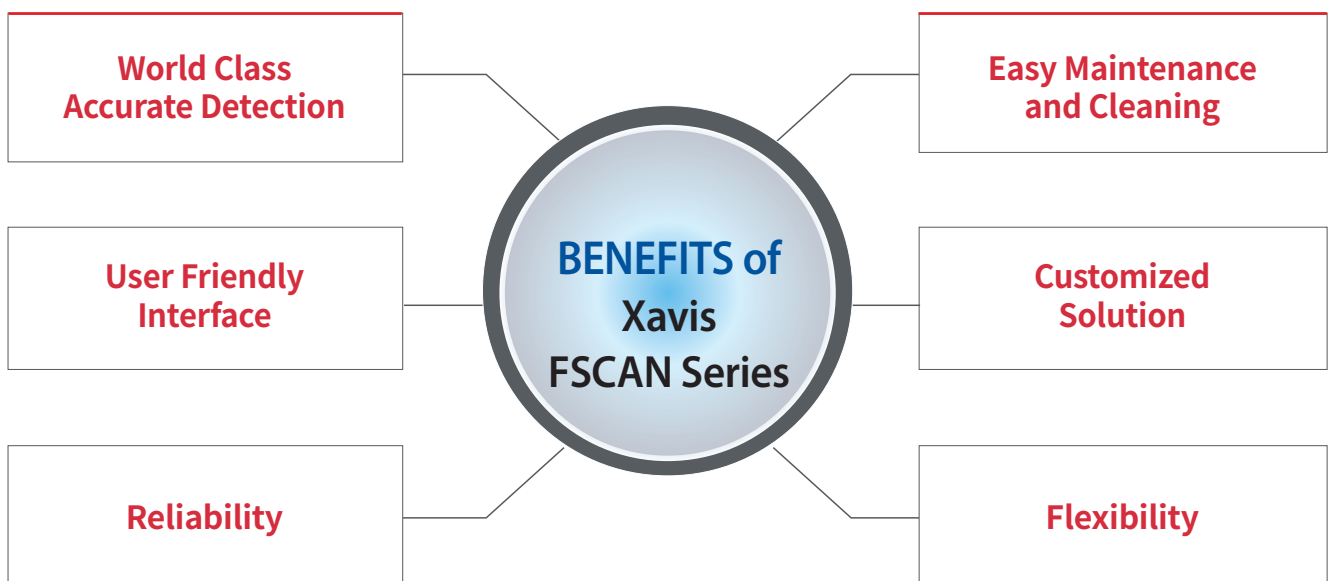 World Class
Accurate Detection
User Friendly
Interface
Reliability
BENEFITS of
Xavis
FSCAN Series
Easy Maintenance
and Cleaning
Customized
Solution
Flexibility